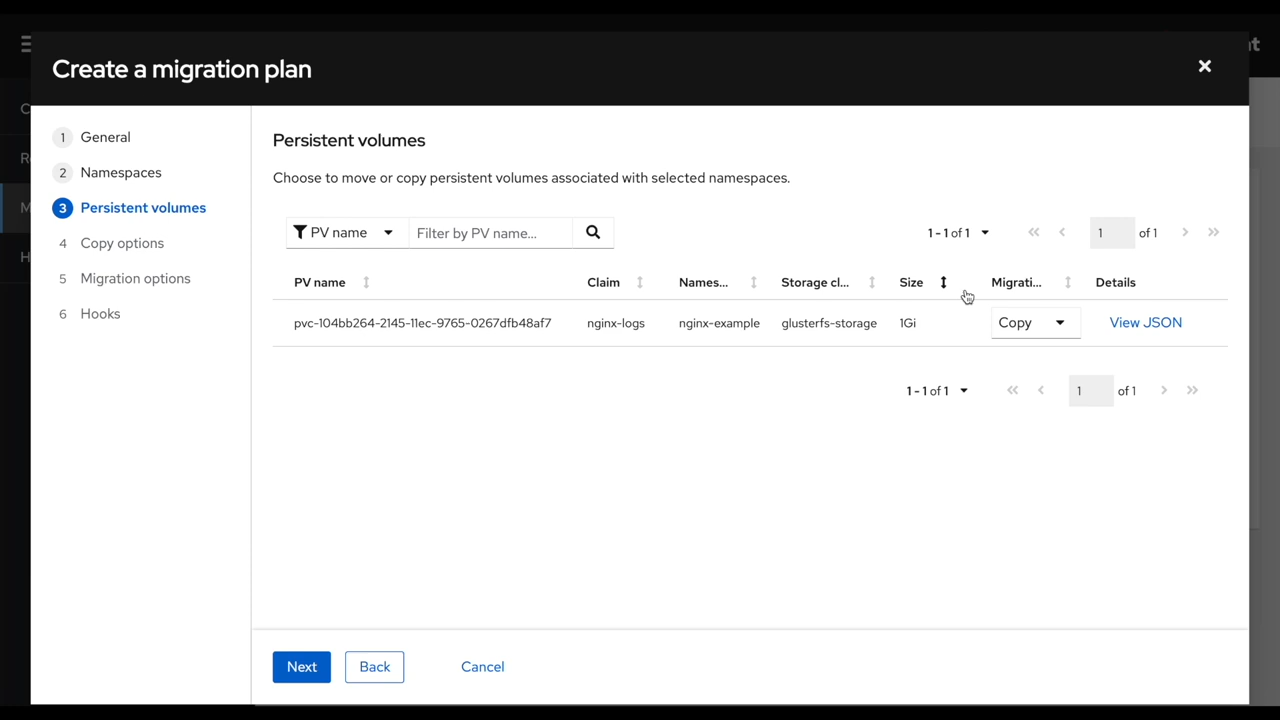 Create a migration plan
1 General
2 Namespaces
3 Persistent volumes
4 Copy options
5 Migration options
6 Hooks
Persistent volumes
Choose to move or copy persistent volumes associated with selected namespaces.
PV name Filter by PV name... 1 - 1 of 1 1 of 1
PV name Claim Names... Storage cl... Size Migrati... Details
pvc-104bb264-2145-11ec-9765-0267dfb48af7 nginx-logs nginx-example glusterfs-storage 1Gi Copy View JSON
1 - 1 of 1 1 of 1
Next Back Cancel